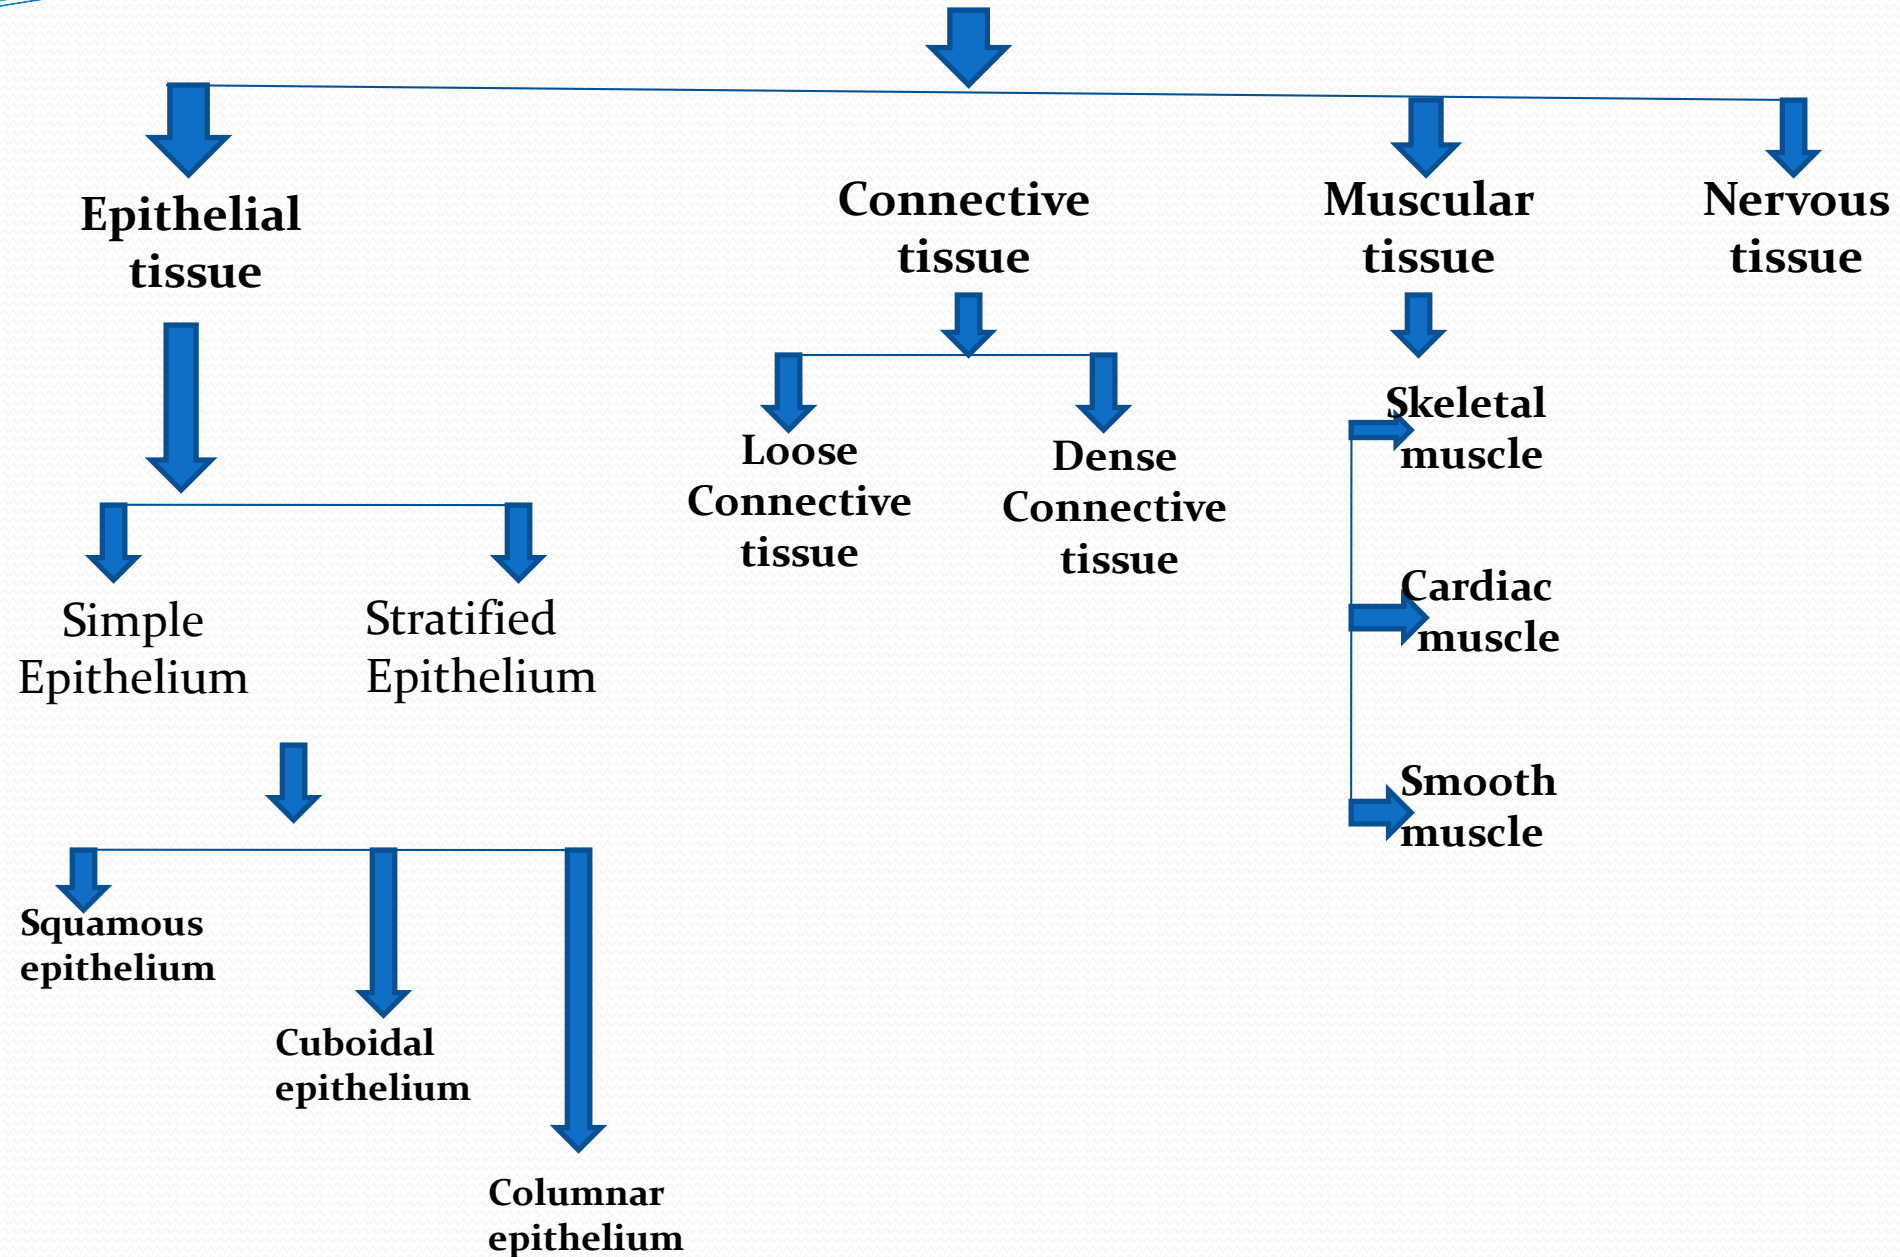 Epithelial
tissue
Connective
tissue
Muscular
tissue
Nervous
tissue
Loose
Connective
tissue
Dense
Connective
tissue
Skeletal
muscle
Cardiac
muscle
Smooth
muscle
Simple
Epithelium
Stratified
Epithelium
Squamous
epithelium
Cuboidal
epithelium
Columnar
epithelium